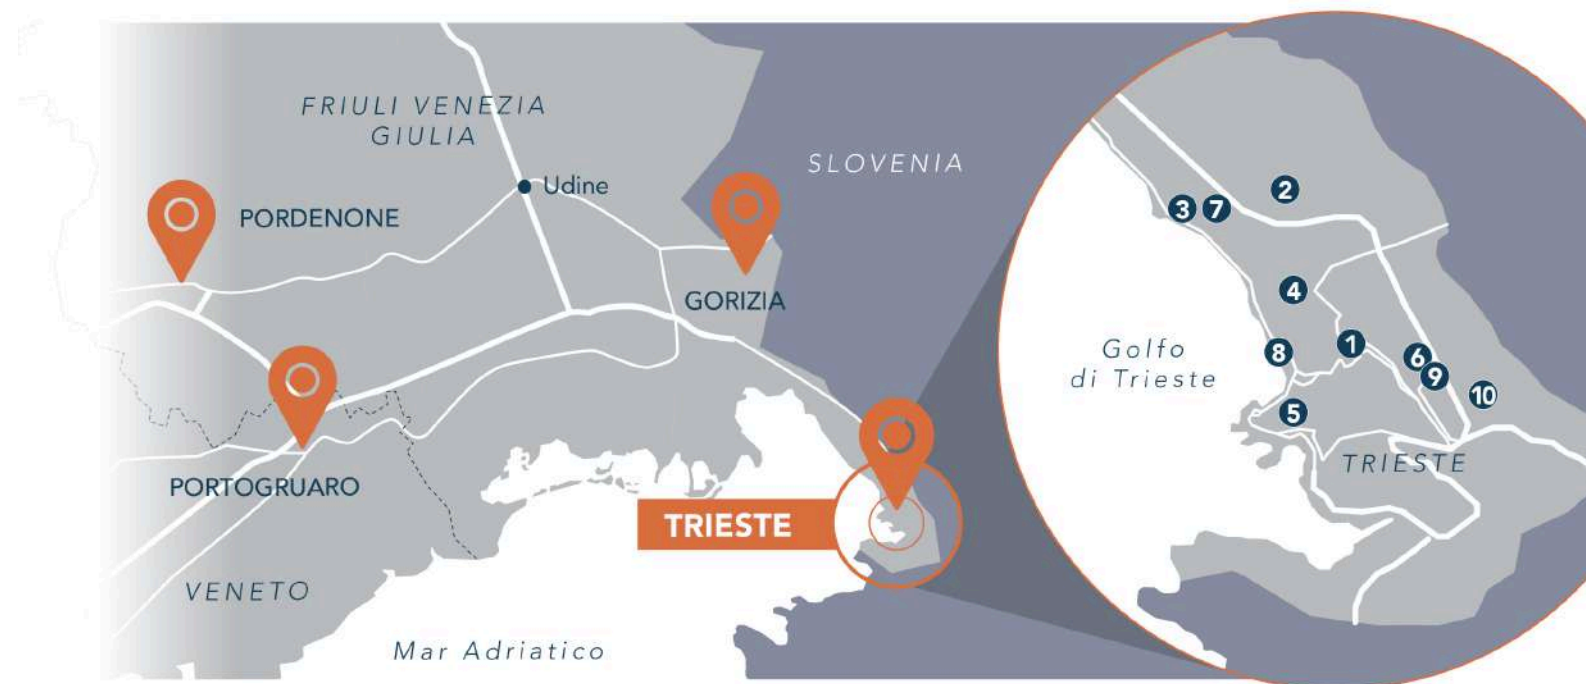 FRIULI VENEZIA
GIULIA
SLOVENIA
Udine
PORDENONE
GORIZIA
PORTOGRUARO
TRIESTE
VENETO
Mar Adriatico
2
3
7
4
Golfo
di Trieste
8
1
6
9
10
5
TRIESTE